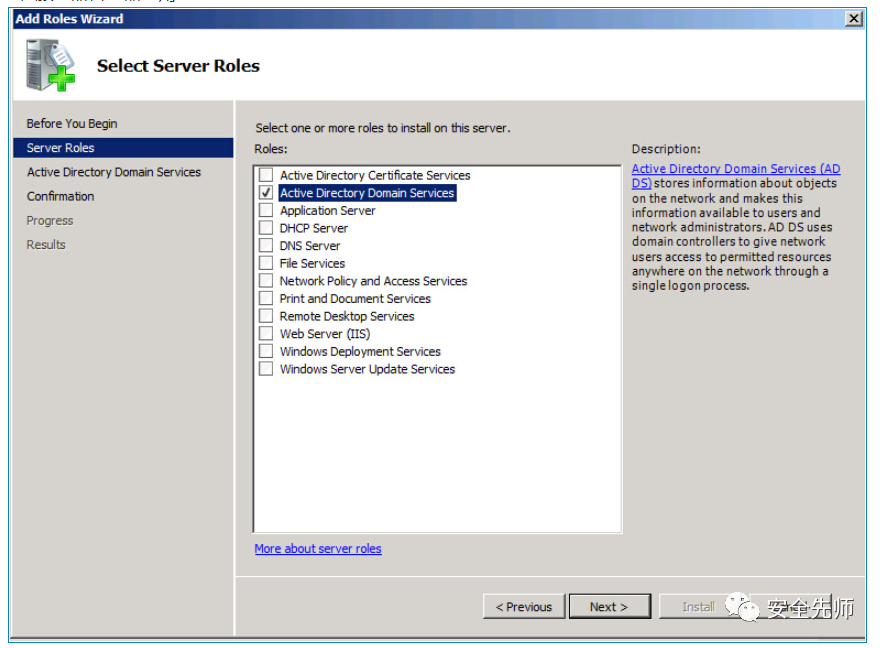 Add Roles Wizard
Select Server Roles
Before You Begin
Server Roles
Active Directory Domain Services
Confirmation
Progress
Results
Select one or more roles to install on this server.
Roles:
Active Directory Certificate Services
Active Directory Domain Services
Application Server
DHCP Server
DNS Server
File Services
Network Policy and Access Services
Print and Document Services
Remote Desktop Services
Web Server (IIS)
Windows Deployment Services
Windows Server Update Services
More about server roles
Description:
Active Directory Domain Services (AD
DS) stores information about objects
on the network and makes this
information available to users and
network administrators. AD DS uses
domain controllers to give network
users access to permitted resources
anywhere on the network through a
single logon process.
< Previous
Next >
Install
安全先师